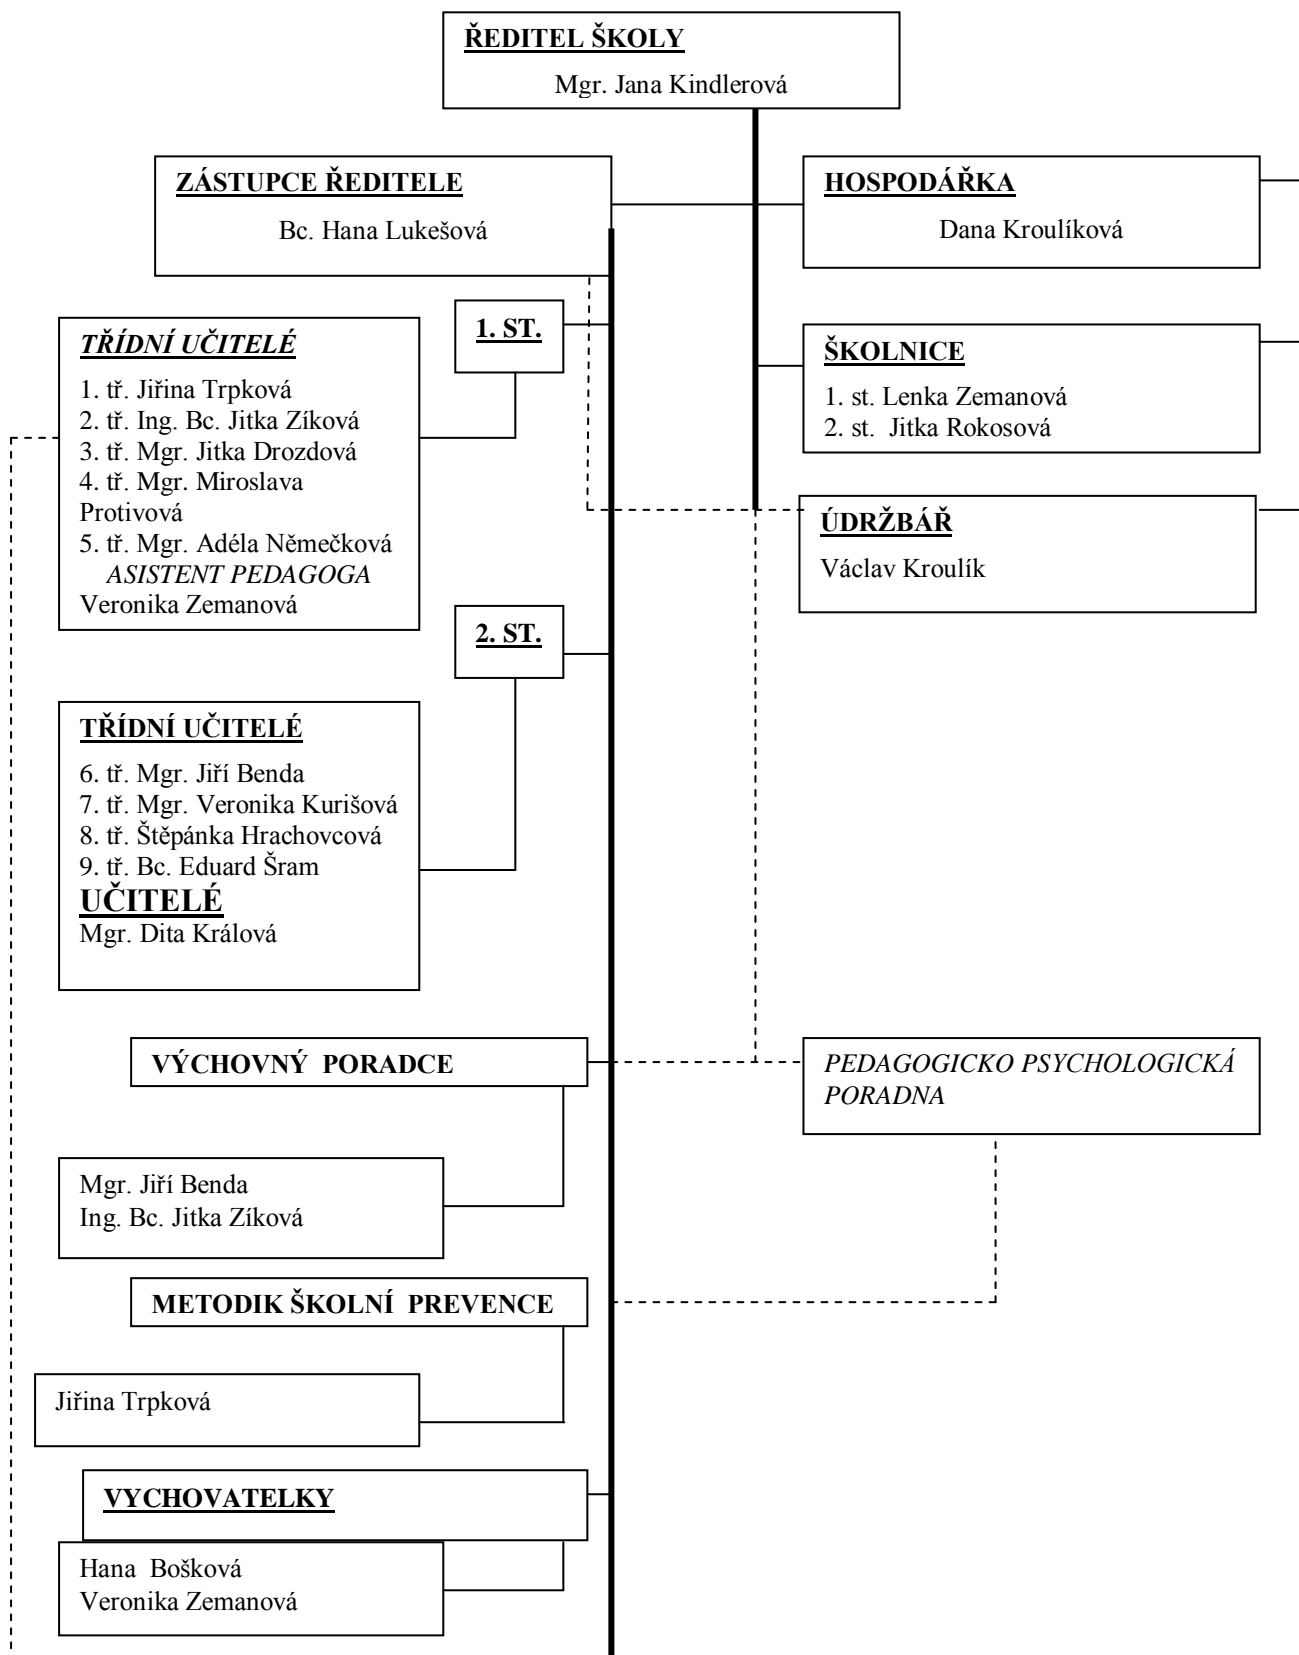 ŘEDITEL ŠKOLY
Mgr. Jana Kindlerová
ZÁSTUPCE ŘEDITELE
Bc. Hana Lukešová
HOSPODÁŘKA
Dana Kroulíková
1. ST.
TŘÍDNÍ UČITELÉ
1. tř. Jiřina Trpková
2. tř. Ing. Bc. Jitka Zíková
3. tř. Mgr. Jitka Drozdová
4. tř. Mgr. Miroslava
Protivová
5. tř. Mgr. Adéla Němečková
ASISTENT PEDAGOGA
Veronika Zemanová
ŠKOLNICE
1. st. Lenka Zemanová
2. st.  Jitka Rokosová
ÚDRŽBÁŘ
Václav Kroulík
2. ST.
TŘÍDNÍ UČITELÉ
6. tř. Mgr. Jiří Benda
7. tř. Mgr. Veronika Kurišová
8. tř. Štěpánka Hrachovcová
9. tř. Bc. Eduard Šram
UČITELÉ
Mgr. Dita Králová
VÝCHOVNÝ  PORADCE
PEDAGOGICKO PSYCHOLOGICKÁ
PORADNA
Mgr. Jiří Benda
Ing. Bc. Jitka Zíková
METODIK ŠKOLNÍ  PREVENCE
Jiřina Trpková
VYCHOVATELKY
Hana  Bošková
Veronika Zemanová